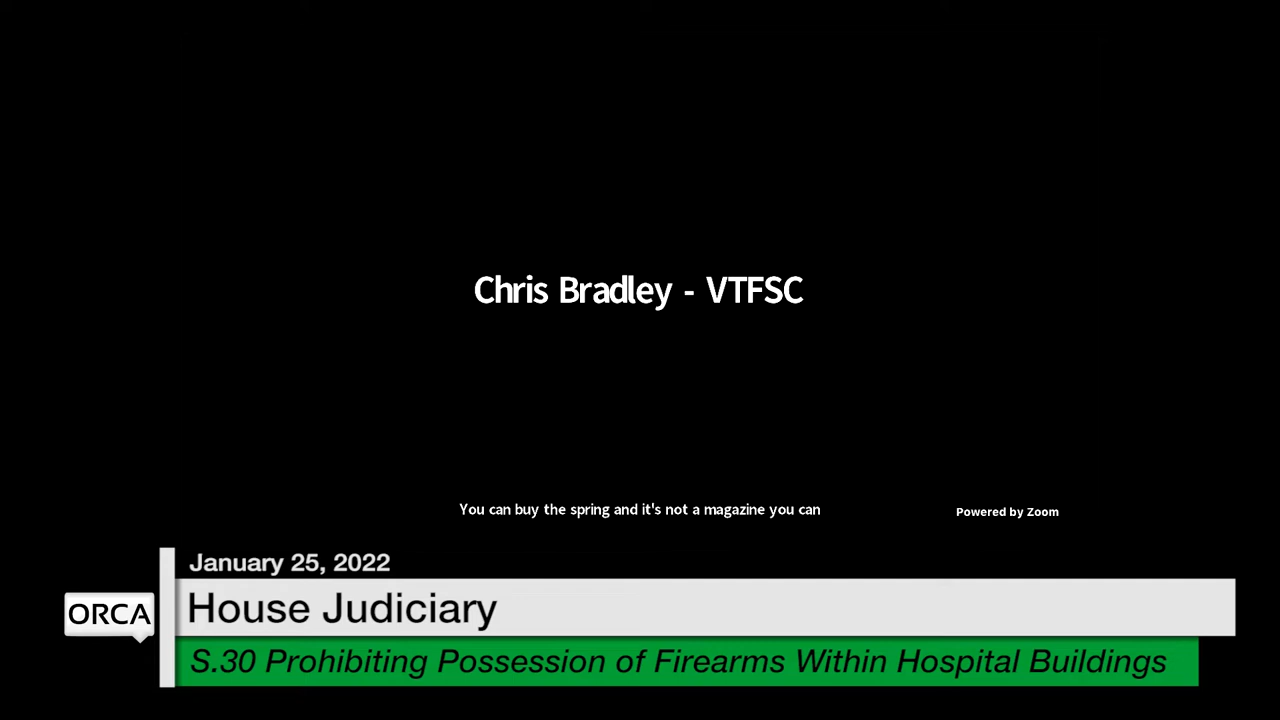 Chris Bradley - VTFSC
You can buy the spring and it's not a magazine you can
Powered by Zoom
January 25, 2022
ORCA
House Judiciary
S.30 Prohibiting Possession of Firearms Within Hospital Buildings